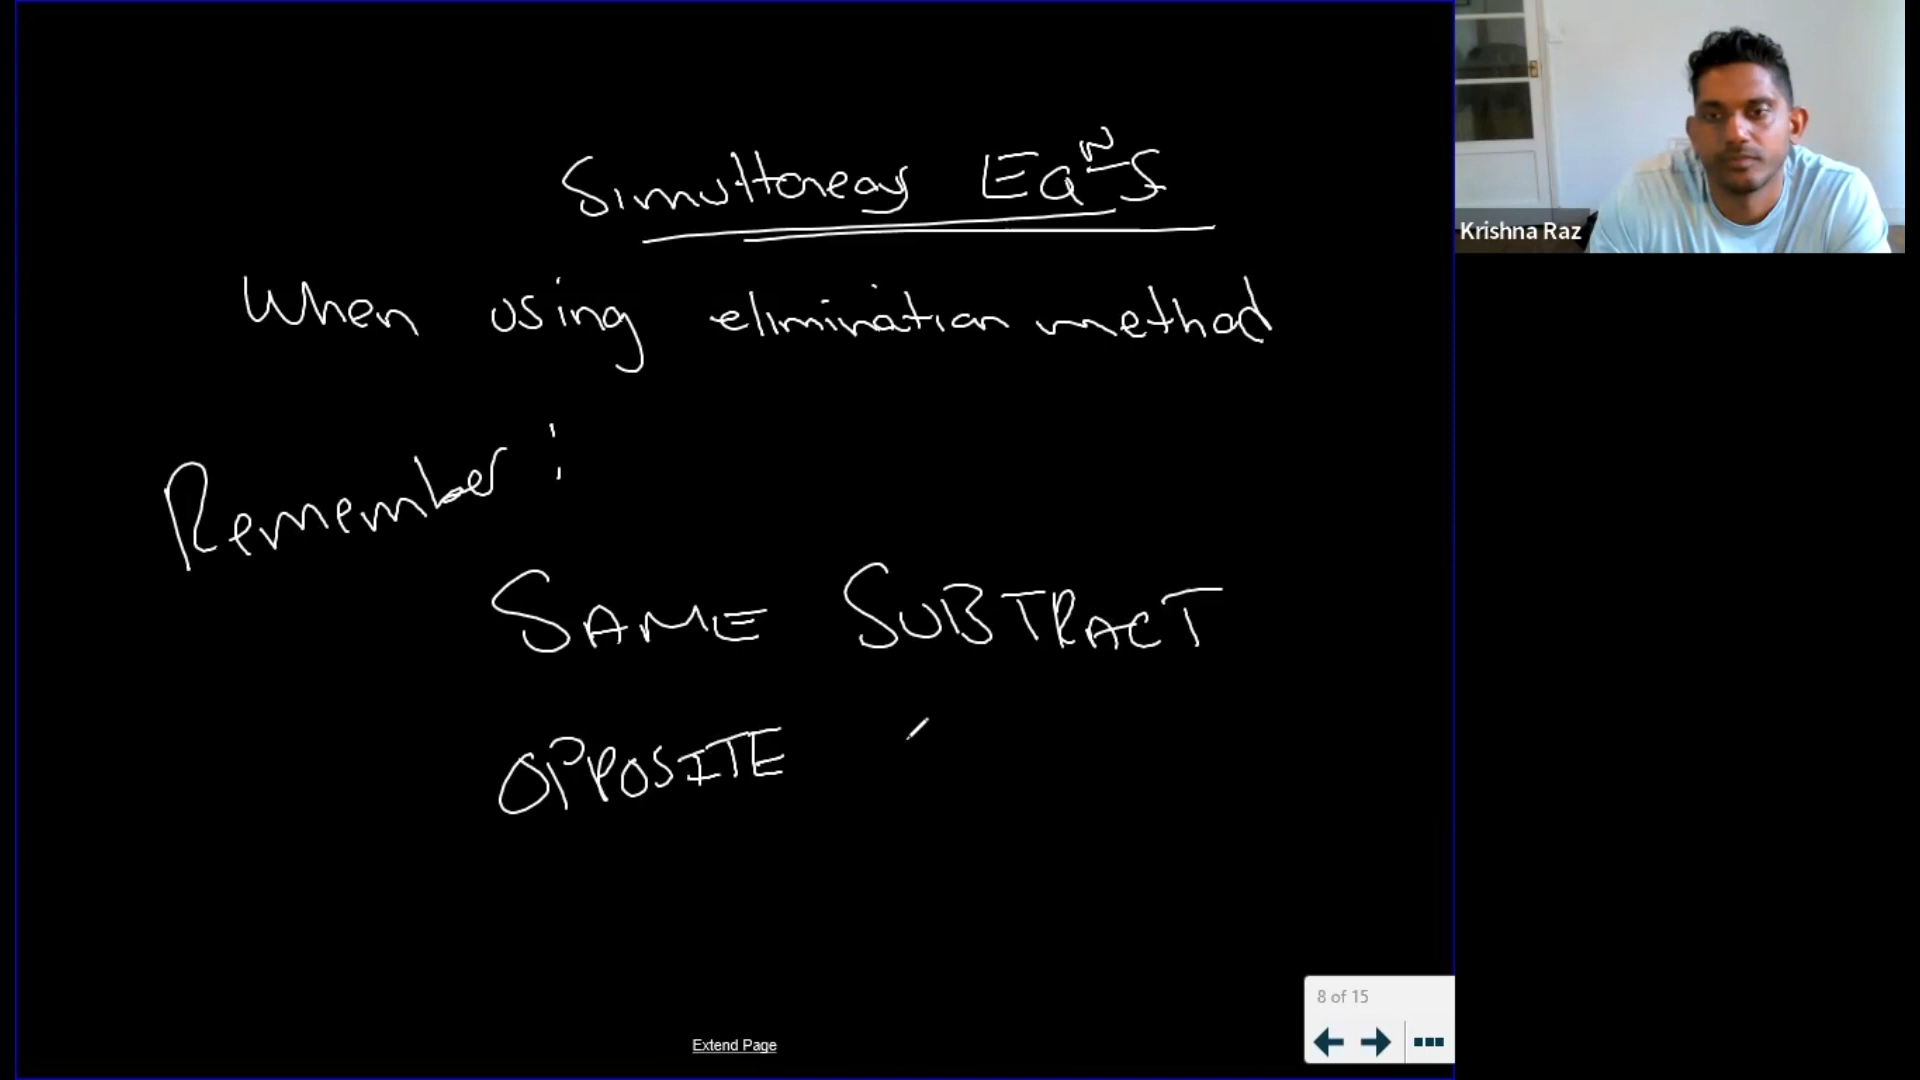 Simultaneous Eqns
When using elimination method
Remember:
SAME SUBTRACT
OPPOSITE
Krishna Raz
8 of 15
Extend Page